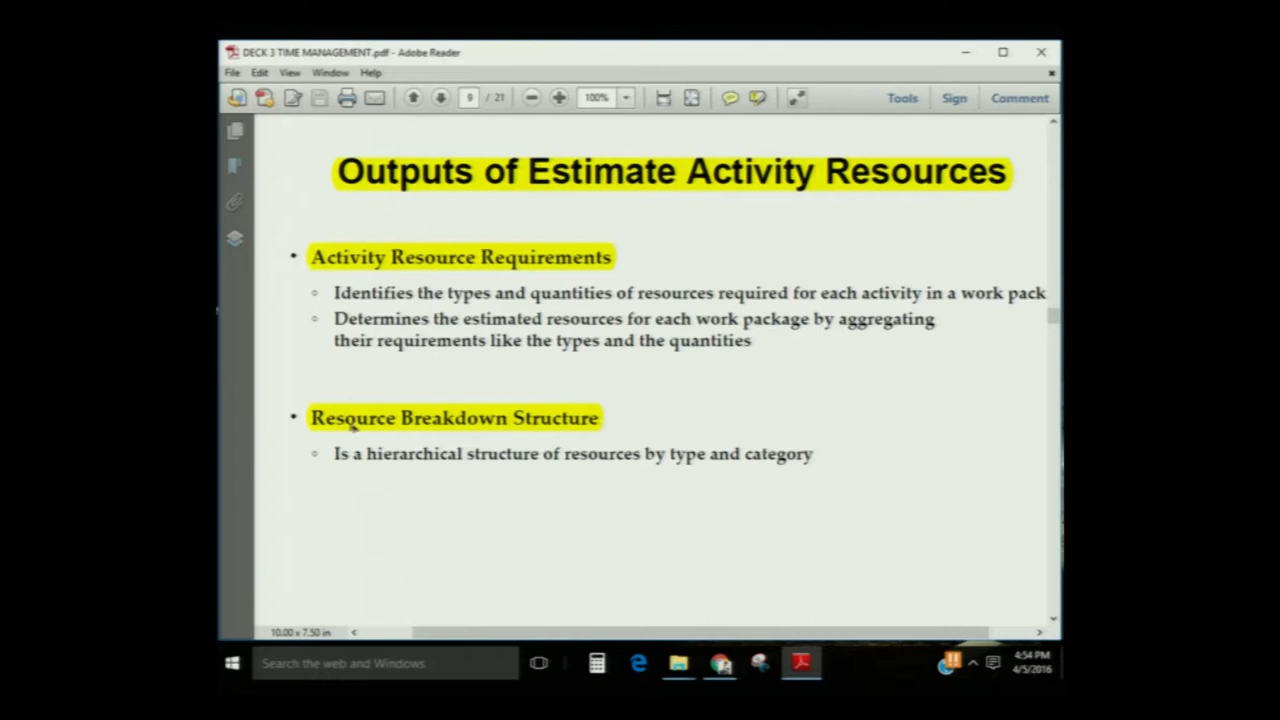 DECK 3 TIME MANAGEMENT.pdf - Adobe Reader
File Edit View Window Help
9 / 21 100% Tools Sign Comment
Outputs of Estimate Activity Resources
• Activity Resource Requirements
◦ Identifies the types and quantities of resources required for each activity in a work pack
◦ Determines the estimated resources for each work package by aggregating
their requirements like the types and the quantities
• Resource Breakdown Structure
◦ Is a hierarchical structure of resources by type and category
10.00 x 7.50 in
Search the web and Windows
4:54 PM
4/5/2016